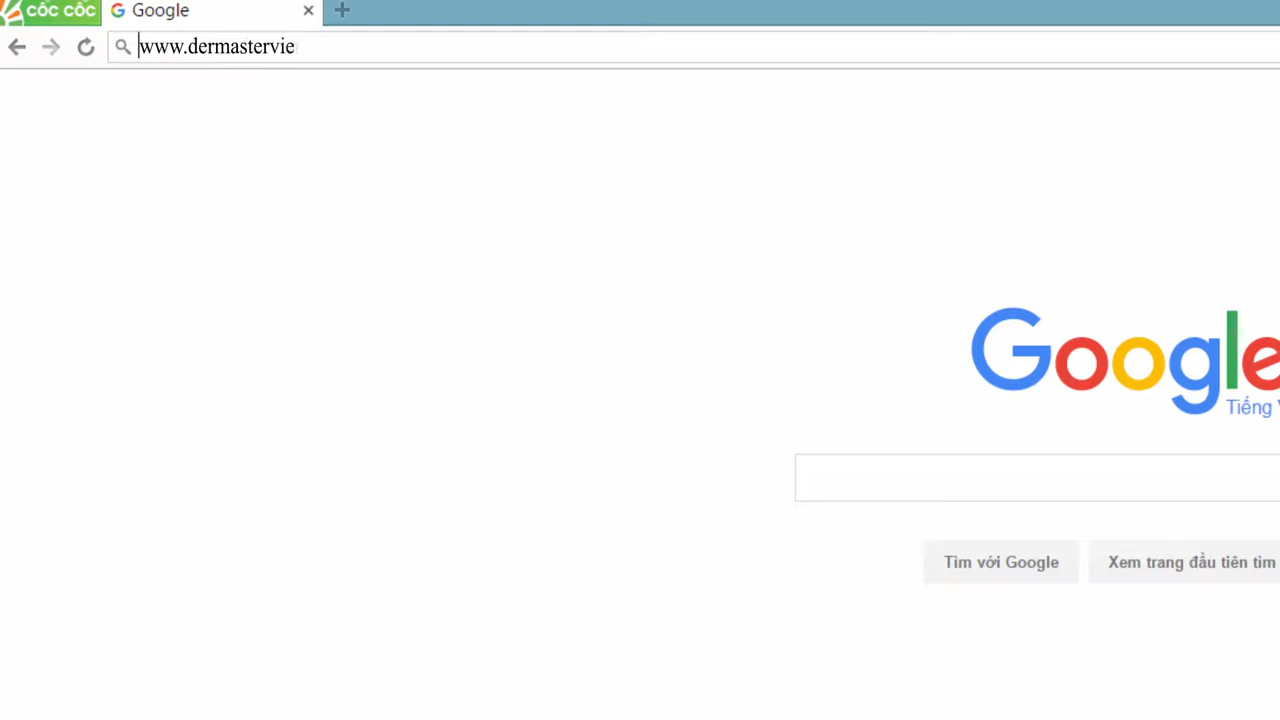 cốc cốc
Google
www.dermastervie
Google
Tiếng V
Tìm với Google
Xem trang đầu tiên tìm